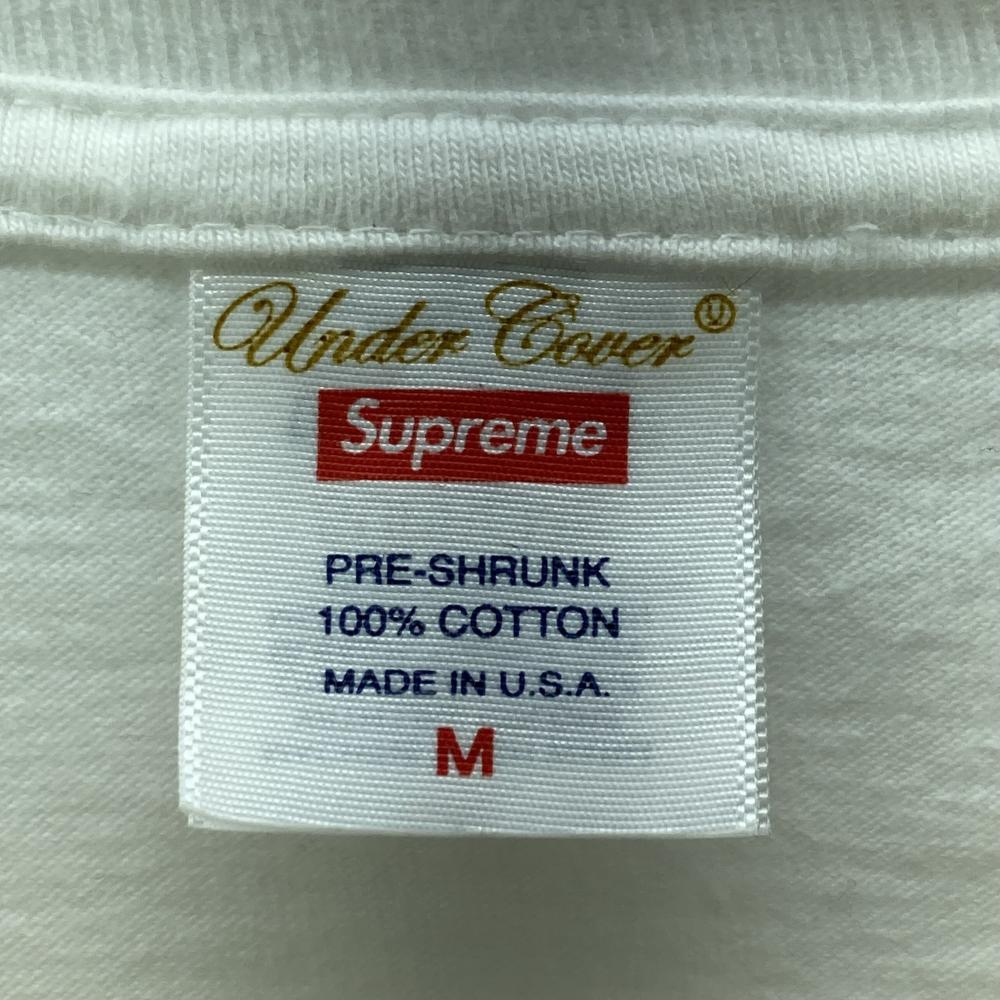 Under Cover Ⓤ
Supreme
PRE-SHRUNK
100% COTTON
MADE IN U.S.A.
M